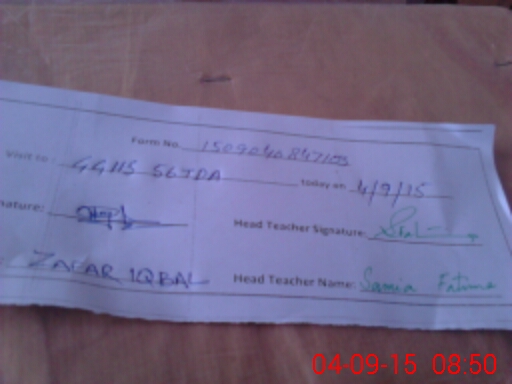 Form No. 1509040847103
Visit to : GGHS today on 4/9/15
nature: Head Teacher Signature:
ZAFAR IQBAL Head Teacher Name: Samia Fatima
04-09-15 08:50